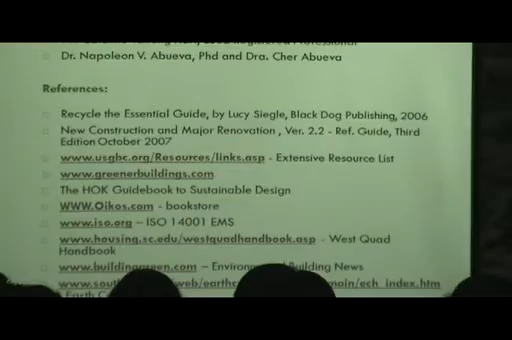 Dr. Napoleon V. Abueva, Phd and Dra. Cher Abueva
References:
Recycle the Essential Guide, by Lucy Siegle, Black Dog Publishing, 2006
New Construction and Major Renovation , Ver. 2.2 - Ref. Guide, Third
Edition October 2007
www.usgbc.org/Resources/links.asp - Extensive Resource List
www.greenerbuildings.com
The HOK Guidebook to Sustainable Design
WWW.Oikos.com - bookstore
www.iso.org – ISO 14001 EMS
www.housing.sc.edu/westquadhandbook.asp - West Quad
Handbook
www.buildinggreen.com – Building News